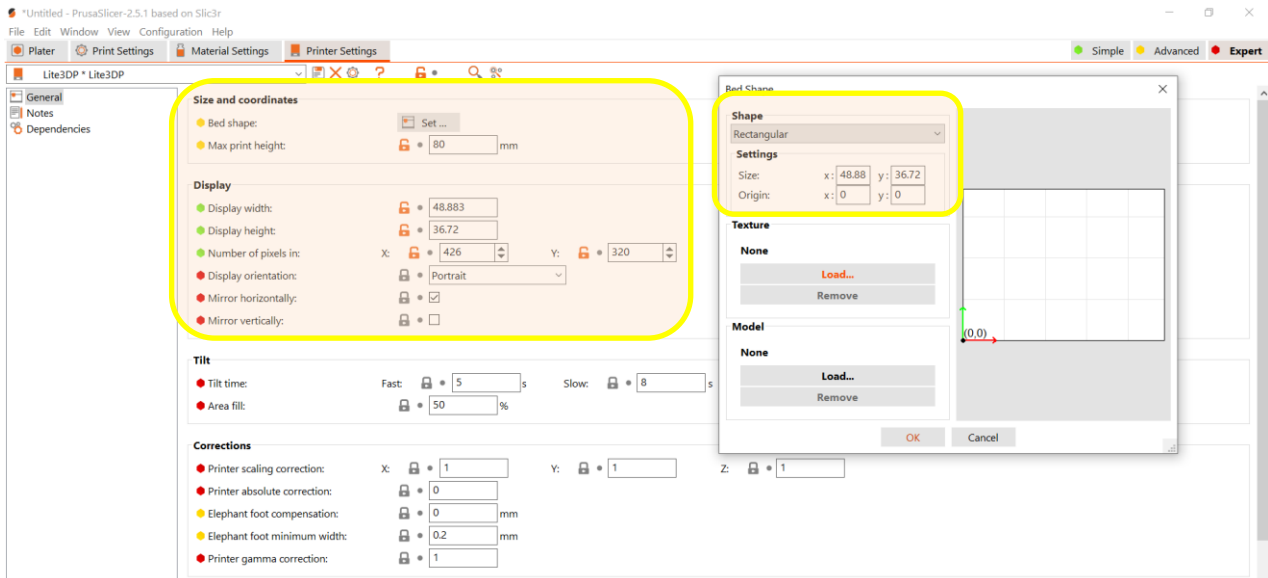 *Untitled - PrusaSlicer-2.5.1 based on Slic3r
File Edit Window View Configuration Help
Plater Print Settings Material Settings Printer Settings Simple Advanced Expert
Lite3DP * Lite3DP
General
Notes
Dependencies
Size and coordinates
Bed shape: Set ...
Max print height: 80 mm
Display
Display width: 48.883
Display height: 36.72
Number of pixels in: X: 426 Y: 320
Display orientation: Portrait
Mirror horizontally:
Mirror vertically:
Tilt
Tilt time: Fast: 5 s Slow: 8 s
Area fill: 50 %
Corrections
Printer scaling correction: X: 1 Y: 1 Z: 1
Printer absolute correction: 0
Elephant foot compensation: 0 mm
Elephant foot minimum width: 0.2 mm
Printer gamma correction: 1
Bed Shape
Shape
Rectangular
Settings
Size: x: 48.88 y: 36.72
Origin: x: 0 y: 0
Texture
None
Load...
Remove
Model
None
Load...
Remove
(0,0)
OK Cancel